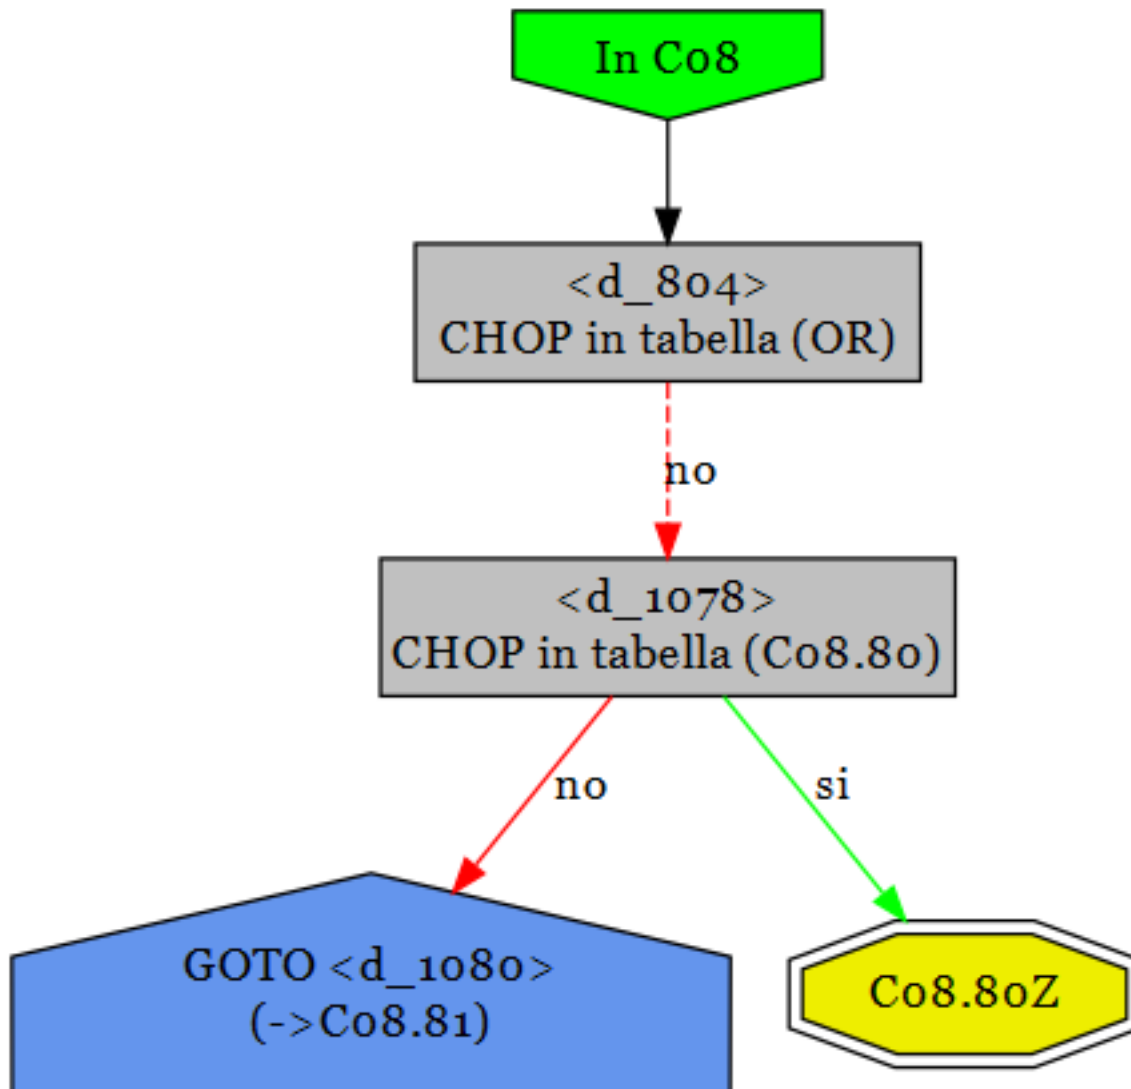 In C08
<d_804>
CHOP in tabella (OR)
no
<d_1078>
CHOP in tabella (C08.80)
no
si
GOTO <d_1080>
(->C08.81)
C08.80Z